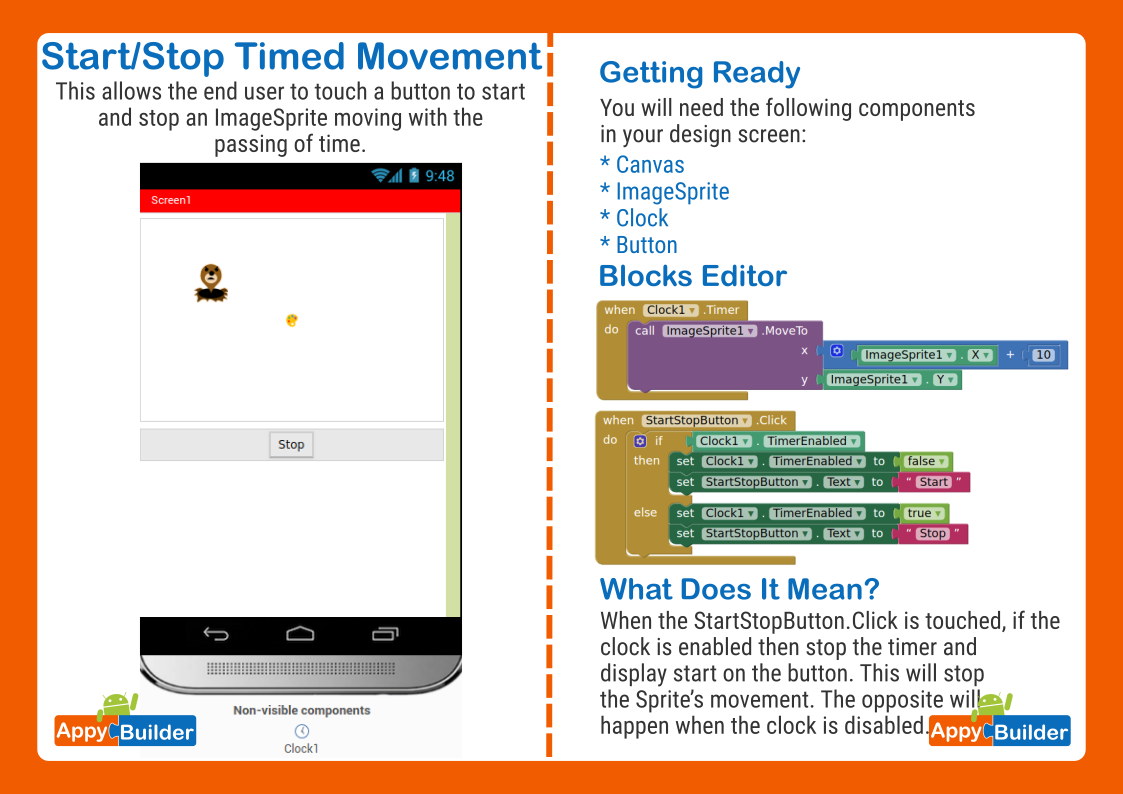 Start/Stop Timed Movement
This allows the end user to touch a button to start
and stop an ImageSprite moving with the
passing of time.
9:48
Screen1
Stop
Non-visible components
Clock1
Appy Builder
Getting Ready
You will need the following components
in your design screen:
* Canvas
* ImageSprite
* Clock
* Button
Blocks Editor
when Clock1 .Timer
do call ImageSprite1 .MoveTo
x ImageSprite1 . X + 10
y ImageSprite1 . Y
when StartStopButton .Click
do if Clock1 . TimerEnabled
then set Clock1 . TimerEnabled to false
set StartStopButton . Text to " Start "
else set Clock1 . TimerEnabled to true
set StartStopButton . Text to " Stop "
What Does It Mean?
When the StartStopButton.Click is touched, if the
clock is enabled then stop the timer and
display start on the button. This will stop
the Sprite's movement. The opposite will
happen when the clock is disabled.
Appy Builder